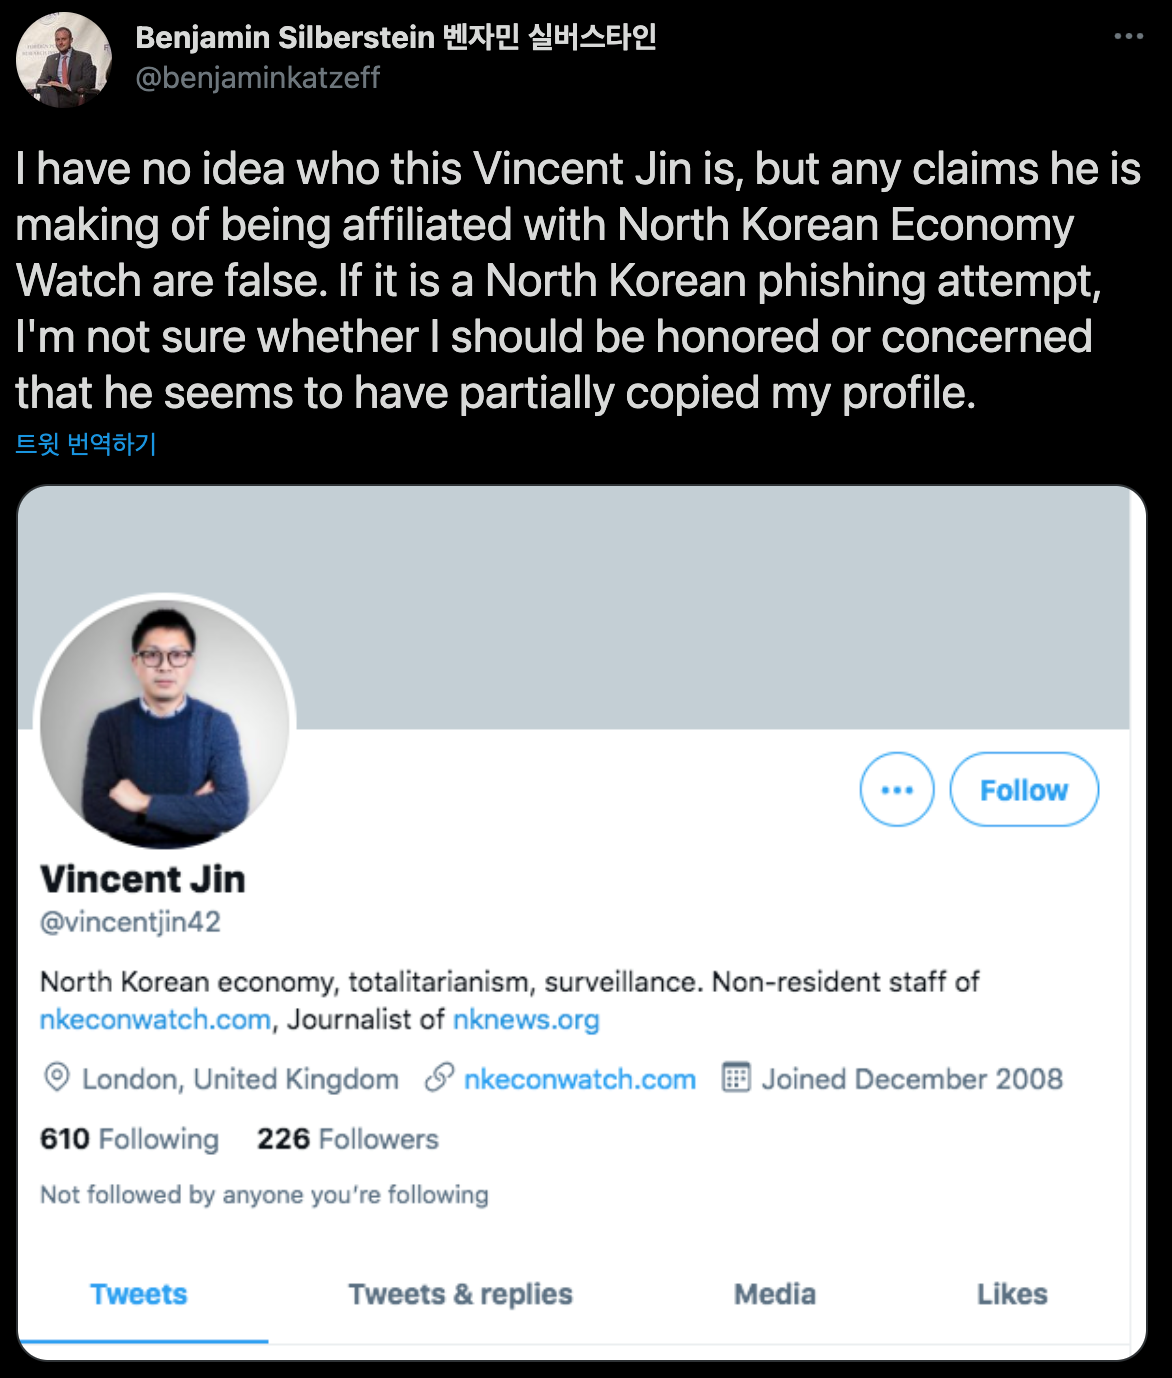 Benjamin Silberstein 벤자민 실버스타인
@benjaminkatzeff
I have no idea who this Vincent Jin is, but any claims he is
making of being affiliated with North Korean Economy
Watch are false. If it is a North Korean phishing attempt,
I'm not sure whether I should be honored or concerned
that he seems to have partially copied my profile.
트윗 번역하기
Follow
Vincent Jin
@vincentjin42
North Korean economy, totalitarianism, surveillance. Non-resident staff of
nkeconwatch.com, Journalist of nknews.org
London, United Kingdom nkeconwatch.com Joined December 2008
610 Following 226 Followers
Not followed by anyone you’re following
Tweets Tweets & replies Media Likes